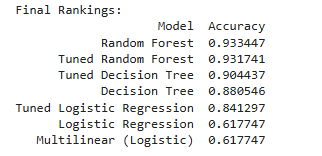 Final Rankings:
Model Accuracy
Random Forest 0.933447
Tuned Random Forest 0.931741
Tuned Decision Tree 0.904437
Decision Tree 0.880546
Tuned Logistic Regression 0.841297
Logistic Regression 0.617747
Multilinear (Logistic) 0.617747